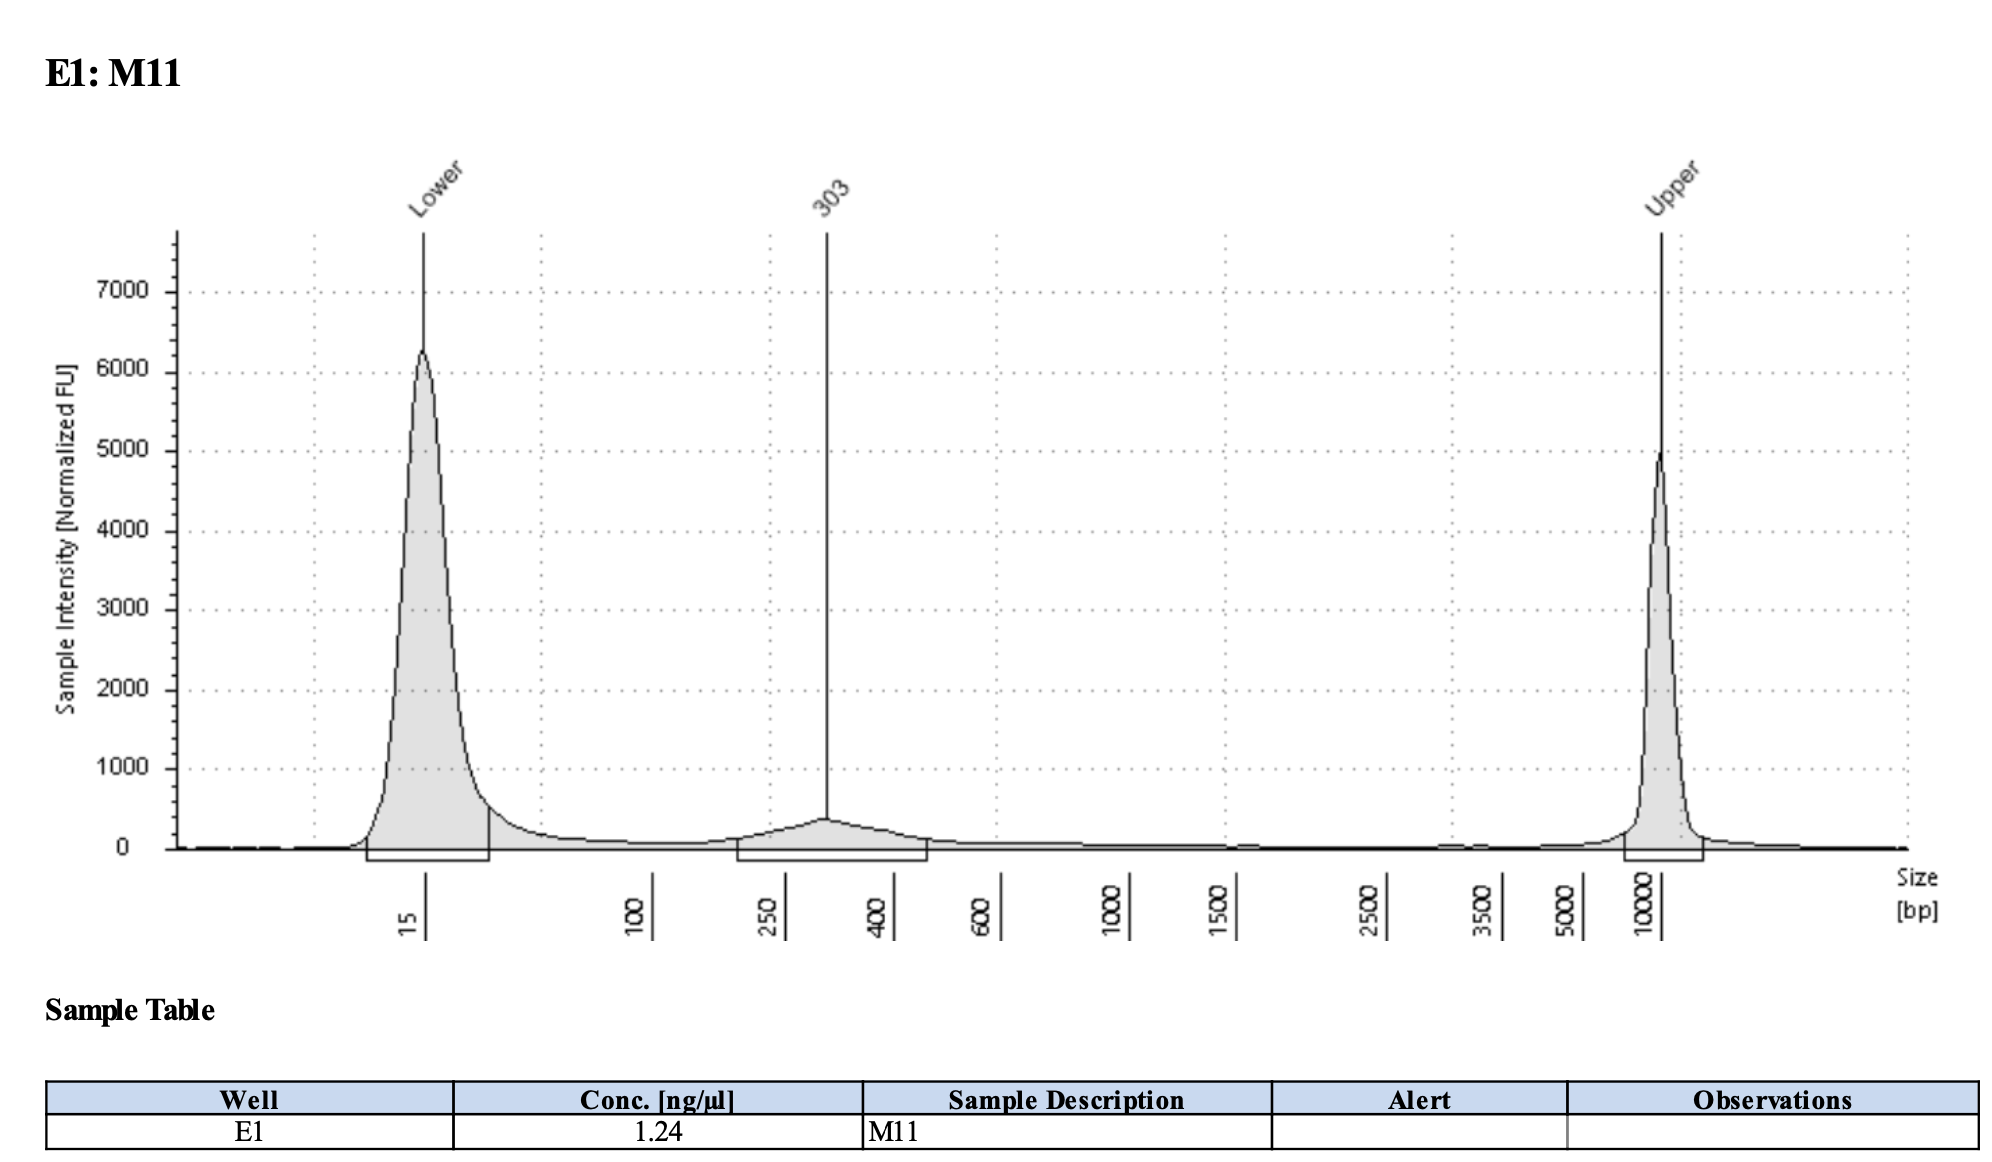 E1: M11
Lower
303
Upper
Sample Intensity [Normalized FU]
7000
6000
5000
4000
3000
2000
1000
0
15
100
250
400
600
1000
1500
2500
3500
5000
10000
Size
[bp]
Sample Table
Well Conc. [ng/µl] Sample Description Alert Observations
E1 1.24 M11